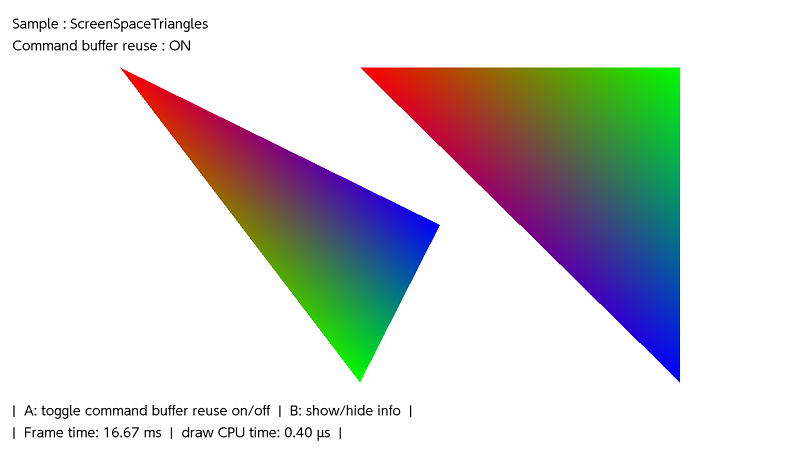 Sample : ScreenSpaceTriangles
Command buffer reuse : ON
| A: toggle command buffer reuse on/off | B: show/hide info |
| Frame time: 16.67 ms | draw CPU time: 0.40 µs |